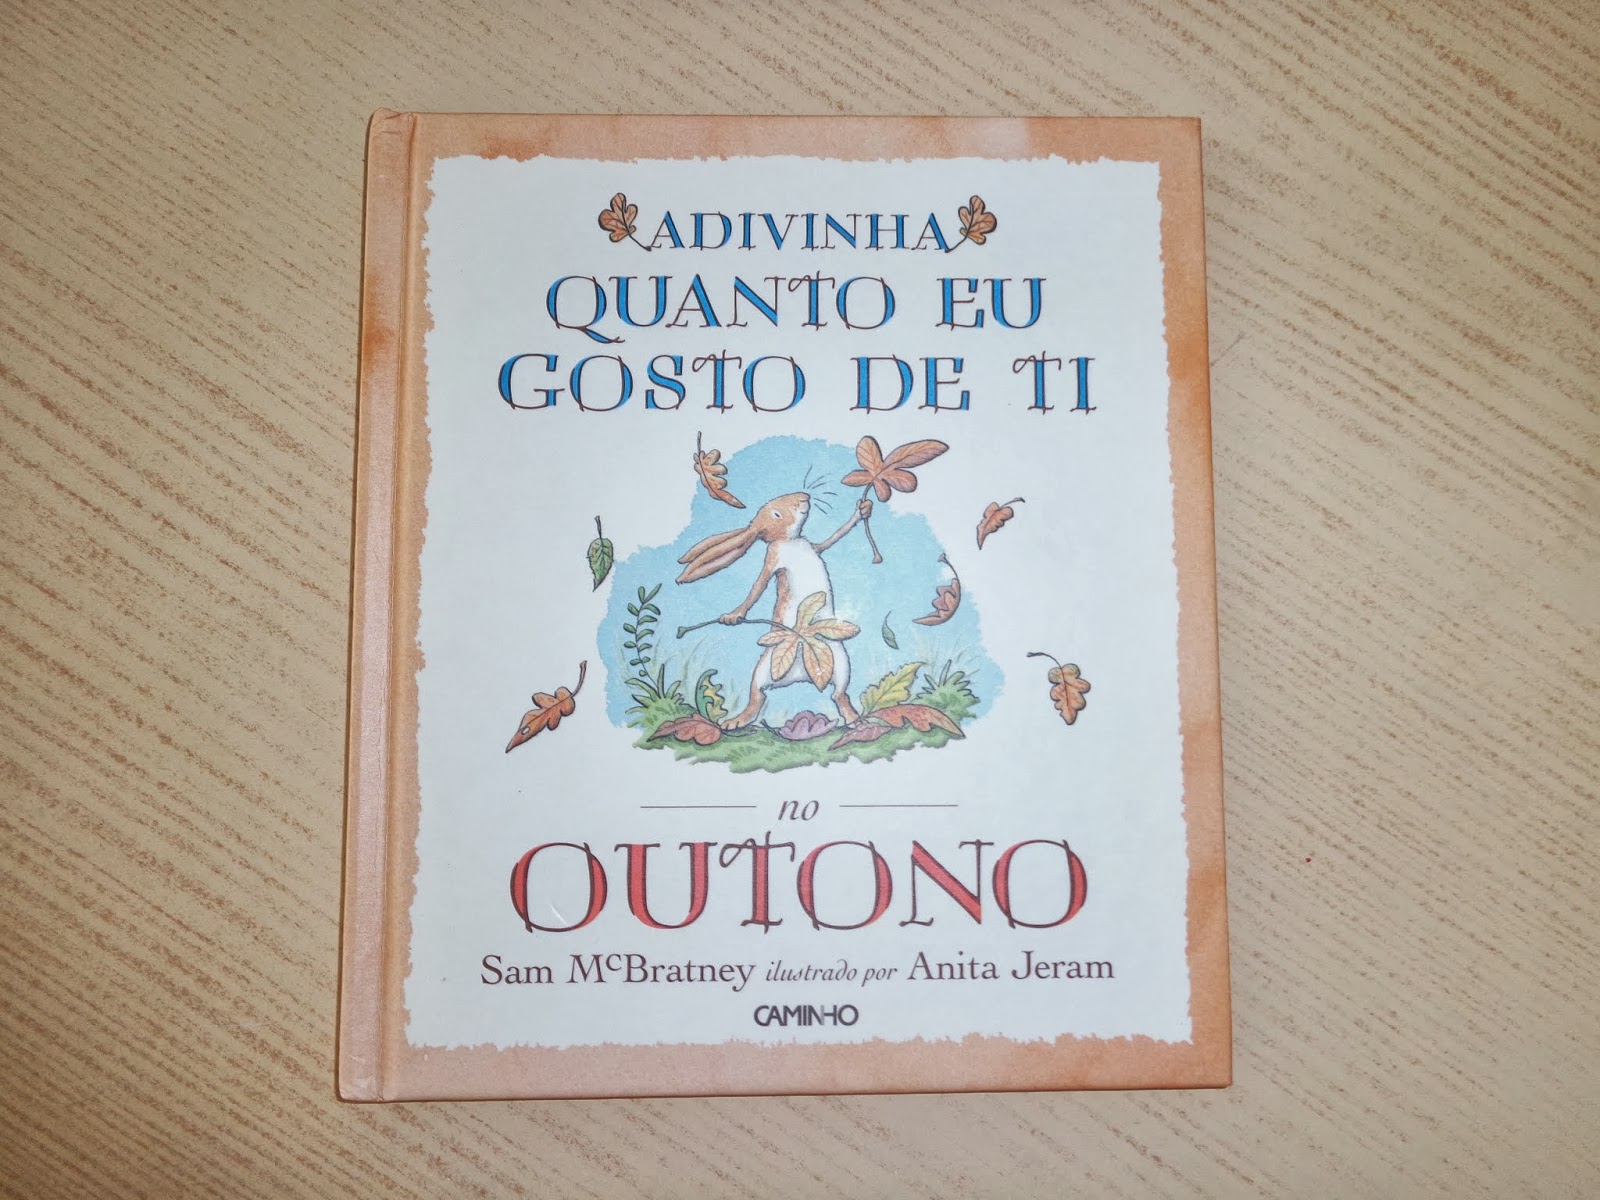 ADIVINHA
QUANTO EU
GOSTO DE TI
no
OUTONO
Sam McBratney ilustrado por Anita Jeram
CAMINHO